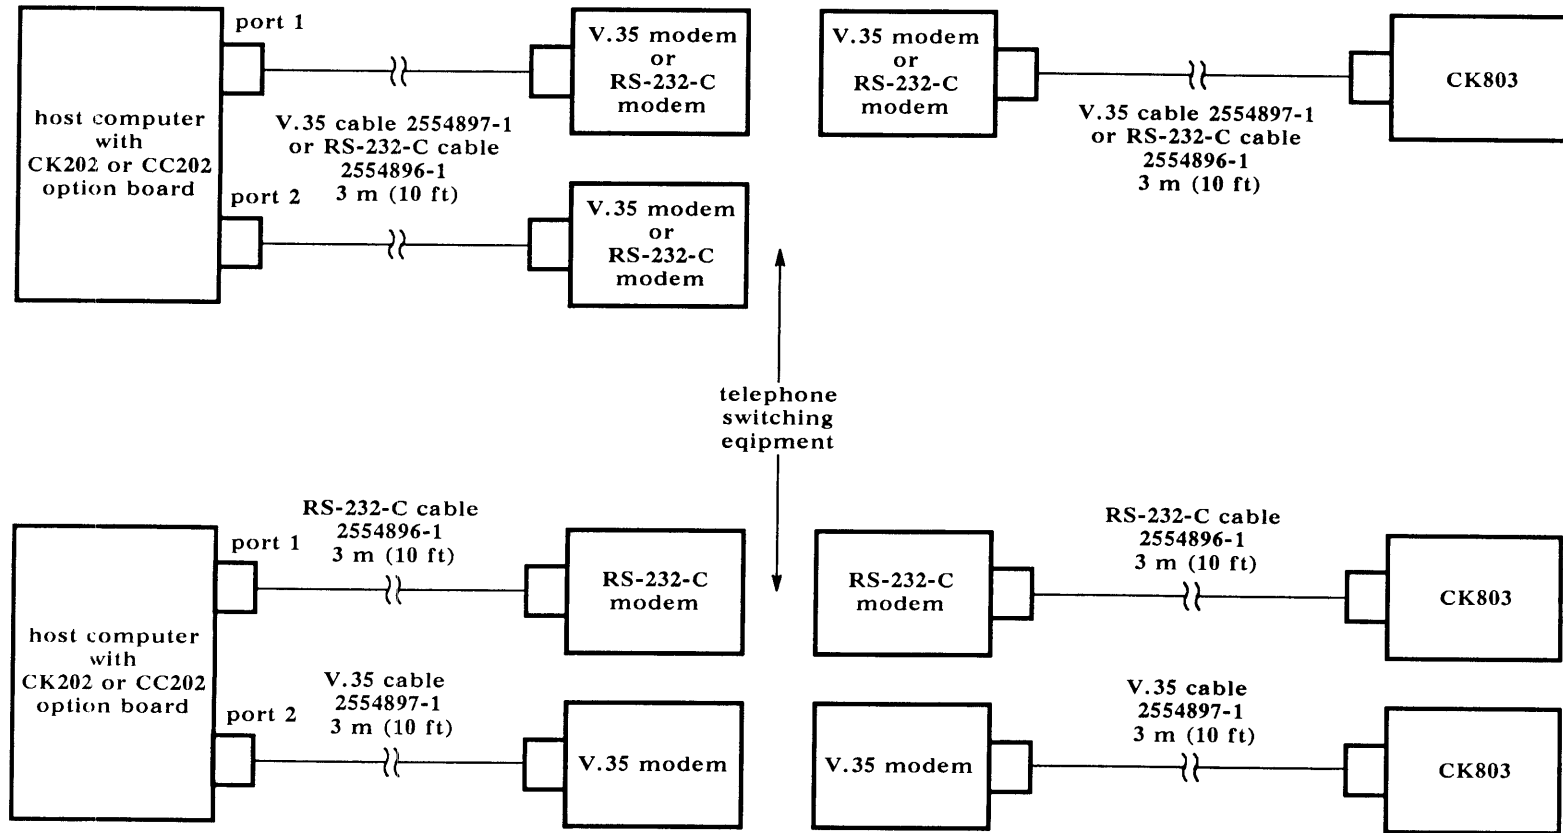 port 1
host computer
with
CK202 or CC202
option board
V.35 cable 2554897-1
or RS-232-C cable
2554896-1
3 m (10 ft)
port 2
V.35 modem
or
RS-232-C
modem
V.35 modem
or
RS-232-C
modem
V.35 modem
or
RS-232-C
modem
V.35 cable 2554897-1
or RS-232-C cable
2554896-1
3 m (10 ft)
CK803
telephone
switching
eqipment
host computer
with
CK202 or CC202
option board
port 1
RS-232-C cable
2554896-1
3 m (10 ft)
RS-232-C
modem
port 2
V.35 cable
2554897-1
3 m (10 ft)
V.35 modem
RS-232-C
modem
RS-232-C cable
2554896-1
3 m (10 ft)
CK803
V.35 modem
V.35 cable
2554897-1
3 m (10 ft)
CK803